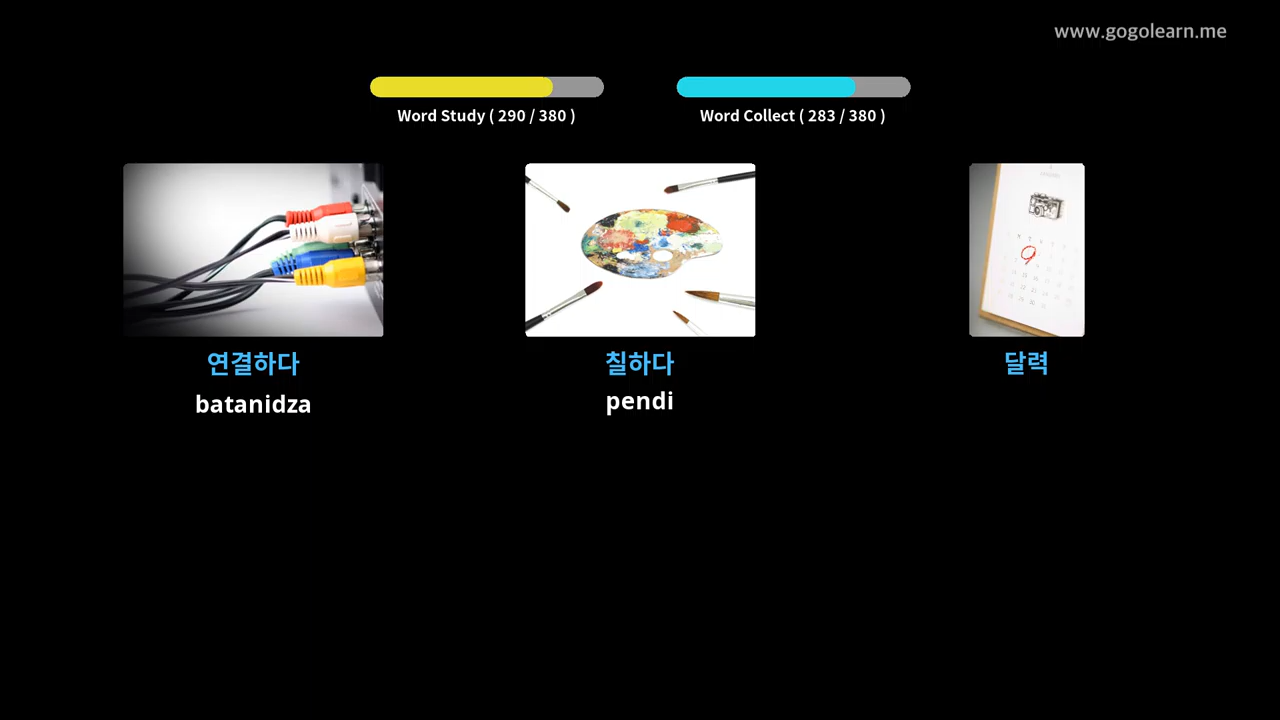 www.gogolearn.me
Word Study ( 290 / 380 )
Word Collect ( 283 / 380 )
연결하다
칠하다
달력
batanidza
pendi